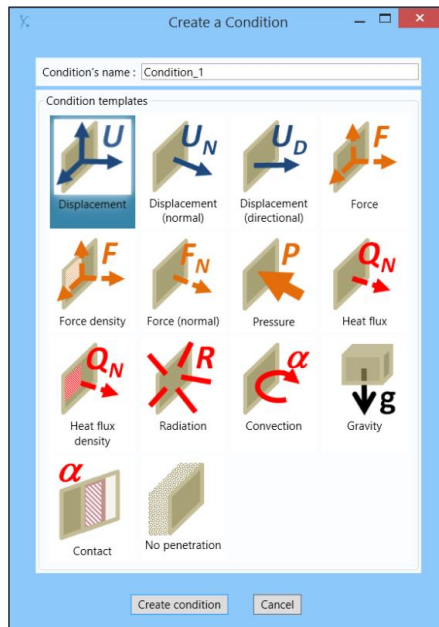 Create a Condition
Condition's name :
Condition_1
Condition templates
U
Displacement
U N
Displacement
(normal)
U D
Displacement
(directional)
F
Force
F
Force density
F N
Force (normal)
P
Pressure
Q N
Heat flux
Q N
Heat flux
density
R
Radiation
α
Convection
g
Gravity
α
Contact
No penetration
Create condition
Cancel